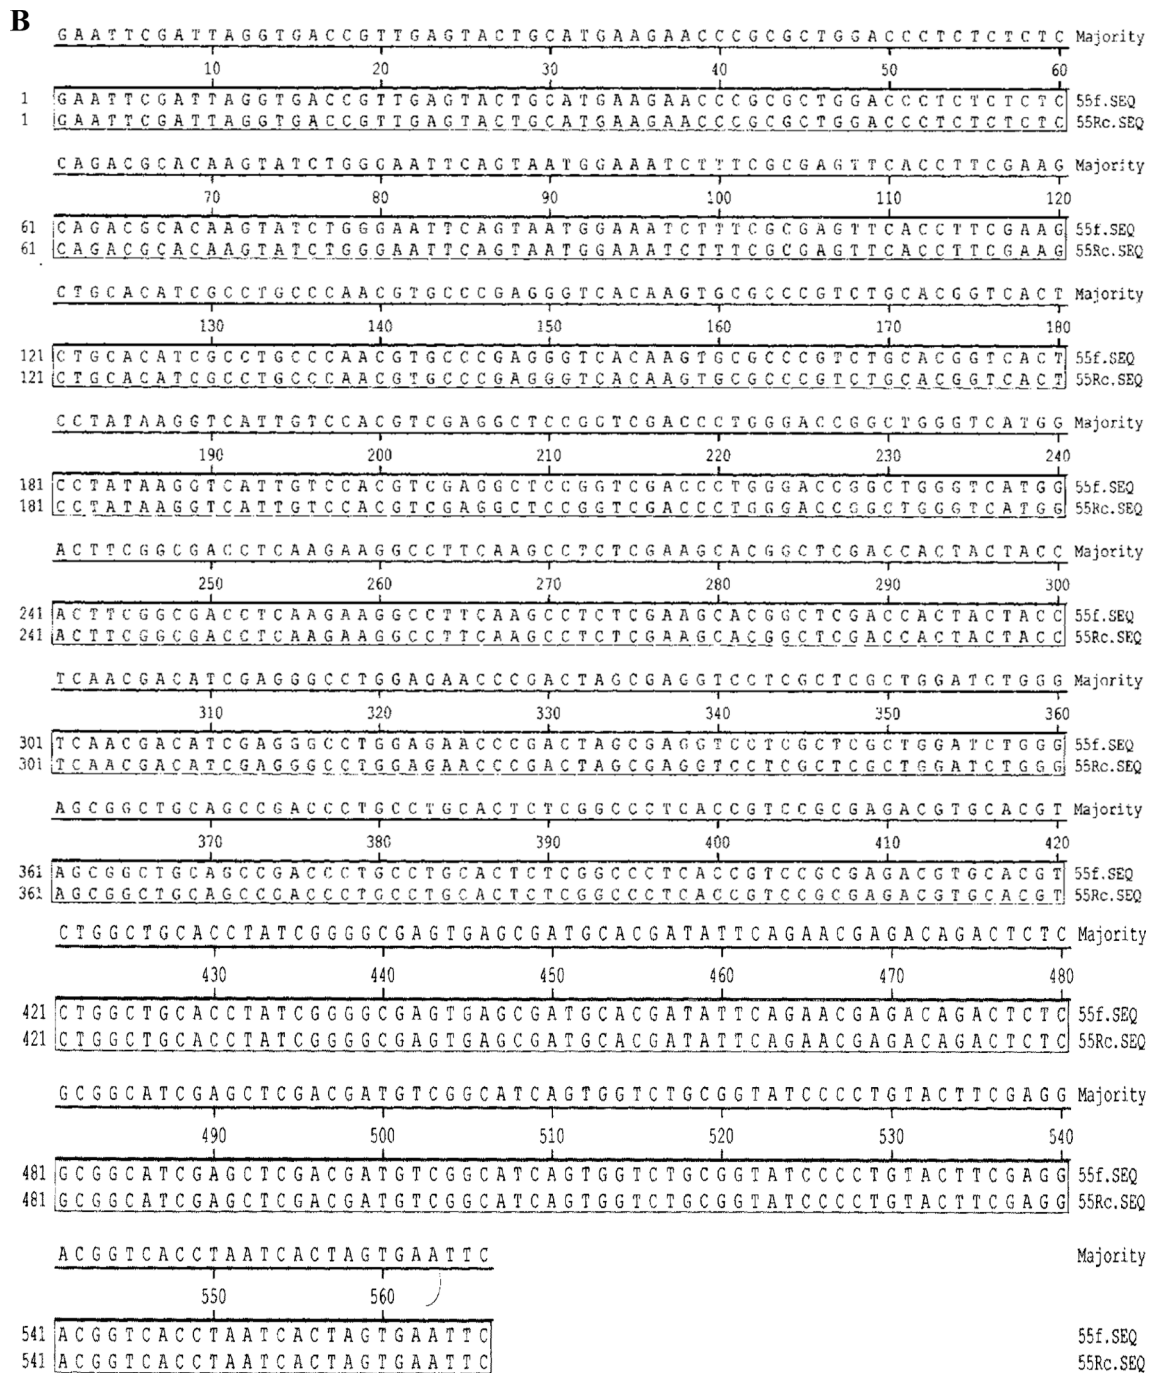 B
GAATTCGATTAGGTGACCGTTGAGTACTGCATGAAGAACCCGCGCTGGACCCTCTCTCTC Majority
10 20 30 40 50 60
1 GAATTCGATTAGGTGACCGTTGAGTACTGCATGAAGAACCCGCGCTGGACCCTCTCTCTC 55f.SEQ
1 GAATTCGATTAGGTGACCGTTGAGTACTGCATGAAGAACCCGCGCTGGACCCTCTCTCTC 55Rc.SEQ
CAGACGCACAAGTATCTGGGAATTCAGTAATGGAAATCTTTCGCGAGTTCACCTTCGAAG Majority
70 80 90 100 110 120
61 CAGACGCACAAGTATCTGGGAATTCAGTAATGGAAATCTTTCGCGAGTTCACCTTCGAAG 55f.SEQ
61 CAGACGCACAAGTATCTGGGAATTCAGTAATGGAAATCTTTCGCGAGTTCACCTTCGAAG 55Rc.SEQ
CTGCACATCGCCTGCCCAACGTGCCCGAGGGTCACAAGTGCGCCCGTCTGCACGGTCACT Majority
130 140 150 160 170 180
121 CTGCACATCGCCTGCCCAACGTGCCCGAGGGTCACAAGTGCGCCCGTCTGCACGGTCACT 55f.SEQ
121 CTGCACATCGCCTGCCCAACGTGCCCGAGGGTCACAAGTGCGCCCGTCTGCACGGTCACT 55Rc.SEQ
CCTATAAGGTCATTGTCCACGTCGAGGCTCCGGTCGACCCTGGGACCGGCTGGGTCATGG Majority
190 200 210 220 230 240
181 CCTATAAGGTCATTGTCCACGTCGAGGCTCCGGTCGACCCTGGGACCGGCTGGGTCATGG 55f.SEQ
181 CCTATAAGGTCATTGTCCACGTCGAGGCTCCGGTCGACCCTGGGACCGGCTGGGTCATGG 55Rc.SEQ
ACTTCGGCGACCTCAAGAAGGCCTTCAAGCCTCTCGAAGCACGGCTCGACCACTACTACC Majority
250 260 270 280 290 300
241 ACTTCGGCGACCTCAAGAAGGCCTTCAAGCCTCTCGAAGCACGGCTCGACCACTACTACC 55f.SEQ
241 ACTTCGGCGACCTCAAGAAGGCCTTCAAGCCTCTCGAAGCACGGCTCGACCACTACTACC 55Rc.SEQ
TCAACGACATCGAGGGCCTGGAGAACCCGACTAGCGAGGTCCTCGCTCGCTGGATCTGGG Majority
310 320 330 340 350 360
301 TCAACGACATCGAGGGCCTGGAGAACCCGACTAGCGAGGTCCTCGCTCGCTGGATCTGGG 55f.SEQ
301 TCAACGACATCGAGGGCCTGGAGAACCCGACTAGCGAGGTCCTCGCTCGCTGGATCTGGG 55Rc.SEQ
AGCGGCTGCAGCCGACCCTGCCTGCACTCTCGGCCCTCACCGTCCGCGAGACGTGCACGT Majority
370 380 390 400 410 420
361 AGCGGCTGCAGCCGACCCTGCCTGCACTCTCGGCCCTCACCGTCCGCGAGACGTGCACGT 55f.SEQ
361 AGCGGCTGCAGCCGACCCTGCCTGCACTCTCGGCCCTCACCGTCCGCGAGACGTGCACGT 55Rc.SEQ
CTGGCTGCACCTATCGGGGCGAGTGAGCGATGCACGATATTCAGAACGAGACAGACTCTC Majority
430 440 450 460 470 480
421 CTGGCTGCACCTATCGGGGCGAGTGAGCGATGCACGATATTCAGAACGAGACAGACTCTC 55f.SEQ
421 CTGGCTGCACCTATCGGGGCGAGTGAGCGATGCACGATATTCAGAACGAGACAGACTCTC 55Rc.SEQ
GCGGCATCGAGCTCGACGATGTCGGCATCAGTGGTCTGCGGTATCCCCTGTACTTCGAGG Majority
490 500 510 520 530 540
481 GCGGCATCGAGCTCGACGATGTCGGCATCAGTGGTCTGCGGTATCCCCTGTACTTCGAGG 55f.SEQ
481 GCGGCATCGAGCTCGACGATGTCGGCATCAGTGGTCTGCGGTATCCCCTGTACTTCGAGG 55Rc.SEQ
ACGGTCACCTAATCACTAGTGAATTC Majority
550 560
541 ACGGTCACCTAATCACTAGTGAATTC 55f.SEQ
541 ACGGTCACCTAATCACTAGTGAATTC 55Rc.SEQ